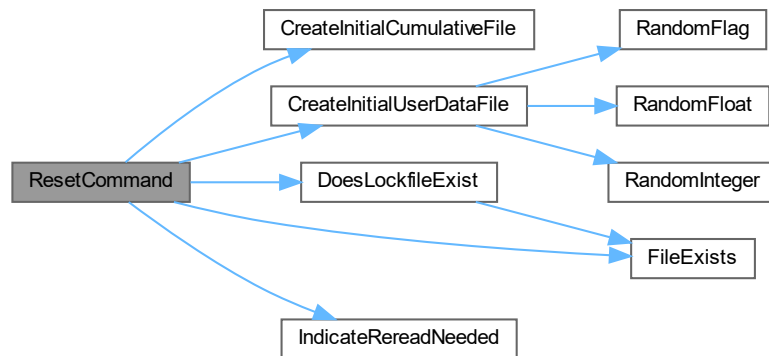 CreateInitialCumulativeFile
RandomFlag
CreateInitialUserDataFile
RandomFloat
ResetCommand
DoesLockfileExist
RandomInteger
FileExists
IndicateRereadNeeded